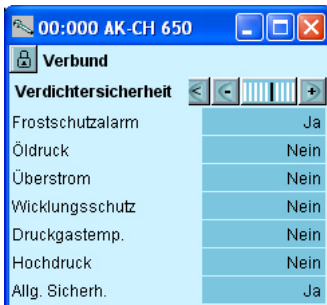 00:000 AK-CH 650
Verbund
Verdichtersicherheit < - +
Frostschutzalarm Ja
Öldruck Nein
Überstrom Nein
Wicklungsschutz Nein
Druckgastemp. Nein
Hochdruck Nein
Allg. Sicherh. Ja